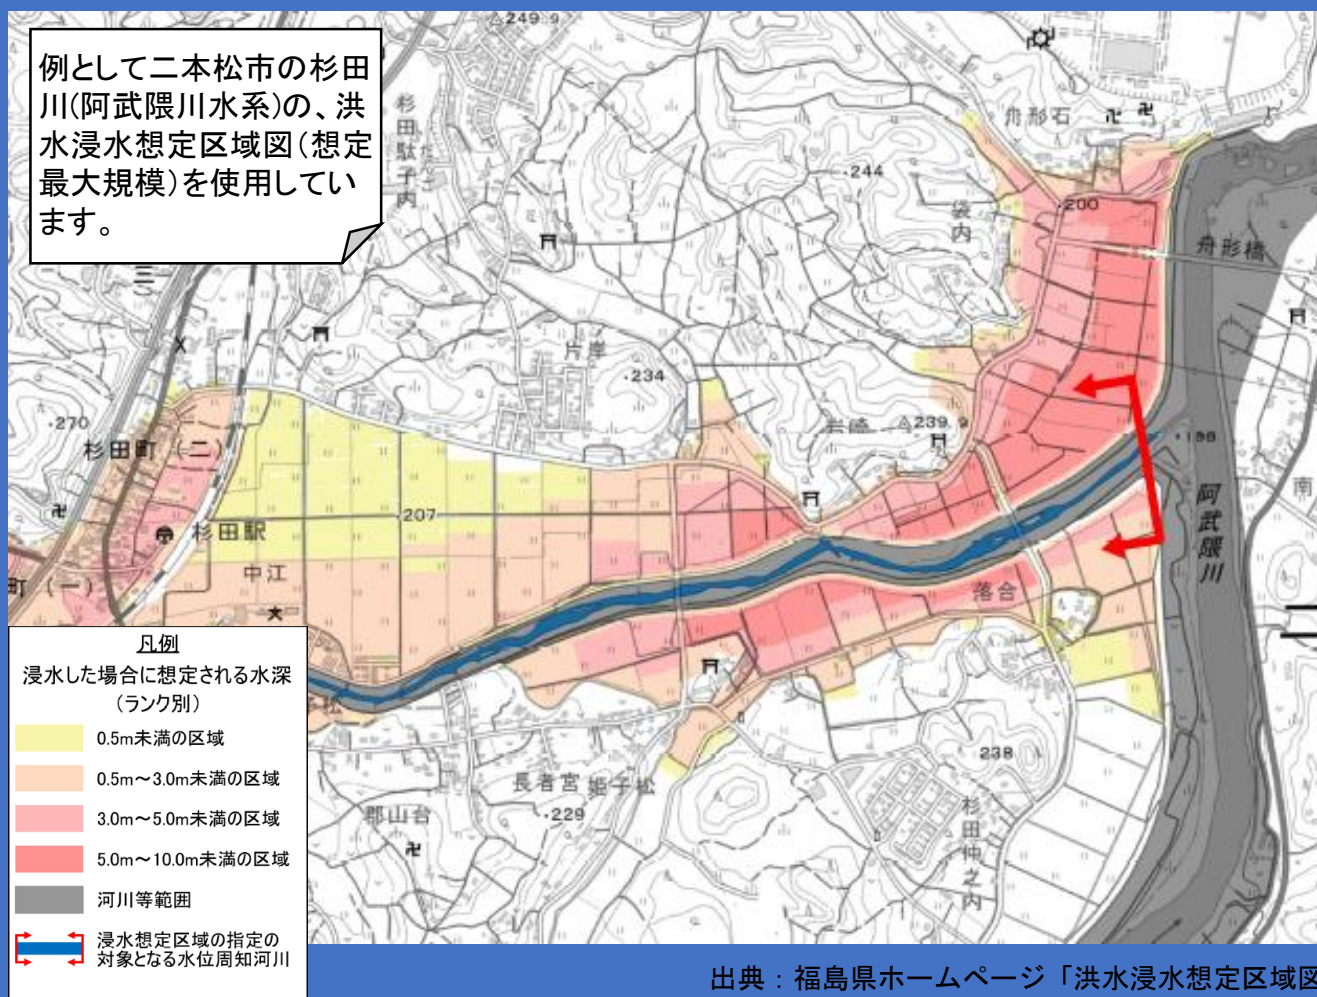 例として二本松市の杉田
川(阿武隈川水系)の、洪
水浸水想定区域図(想定
最大規模)を使用してい
ます。
249 9
杉田駄子内
舟形石
244
200
袋内
舟形橋
片岸
234
270
杉田町 (二)
岩崎
239 9
198
207
杉田駅
阿武隈川
南
中江
町 (一)
落合
凡例
浸水した場合に想定される水深
(ランク別)
0.5m未満の区域
0.5m~3.0m未満の区域
3.0m~5.0m未満の区域
5.0m~10.0m未満の区域
河川等範囲
浸水想定区域の指定の
対象となる水位周知河川
松
238
長者宮
姫子松
229
郡山台
杉田仲之内
出典:福島県ホームページ「洪水浸水想定区域図